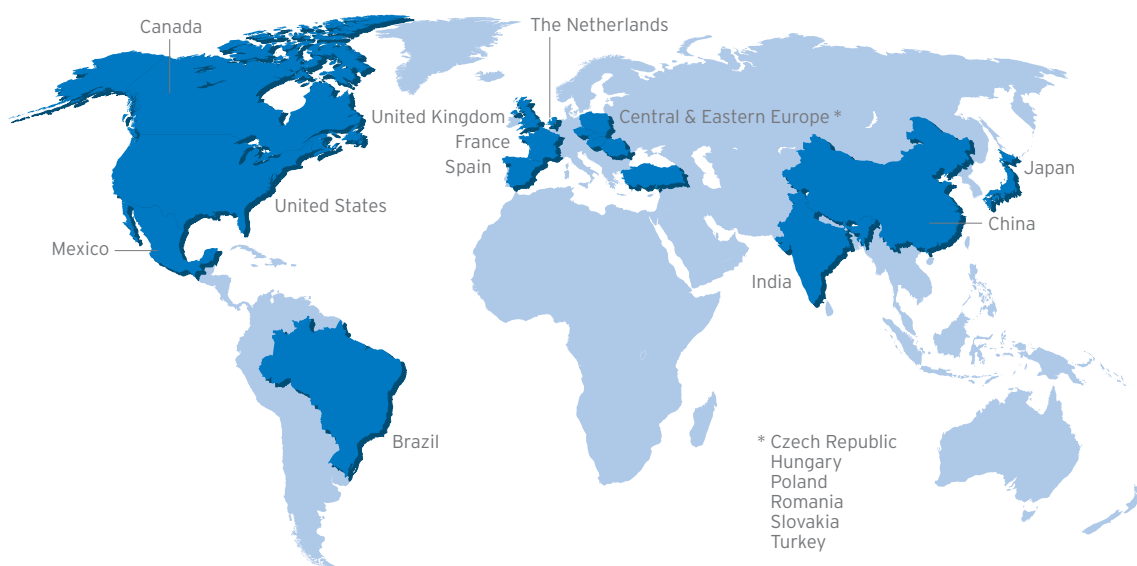 Canada
The Netherlands
United Kingdom
Central & Eastern Europe *
France
Spain
Japan
United States
China
Mexico
India
Brazil
* Czech Republic
Hungary
Poland
Romania
Slovakia
Turkey